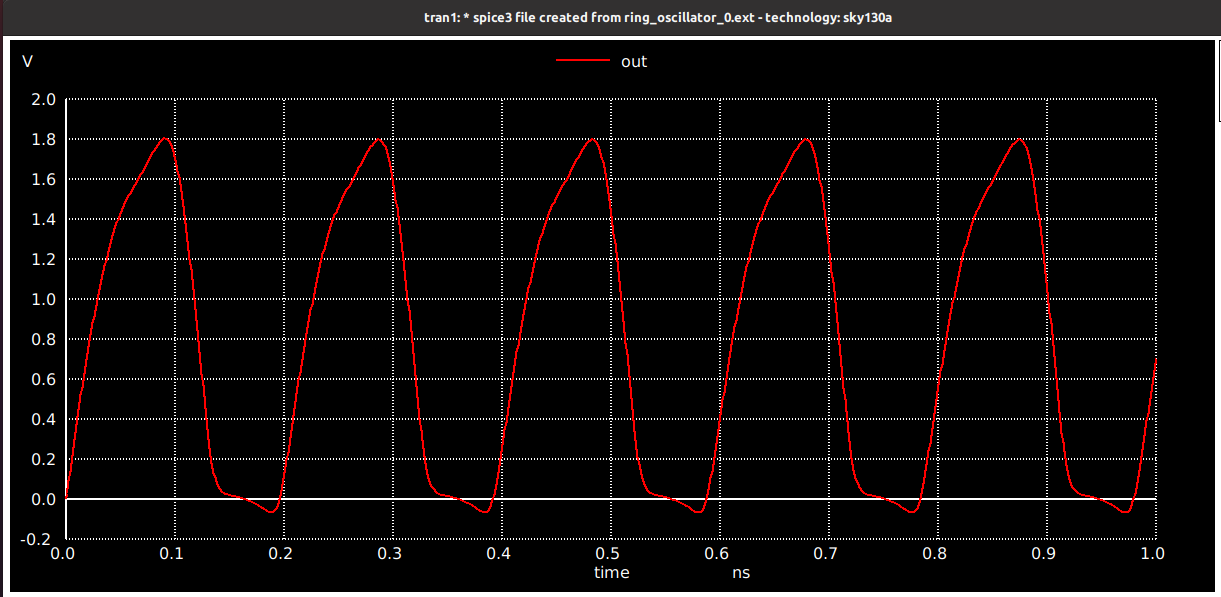 tran1: * spice3 file created from ring_oscillator_0.ext - technology: sky130a
V
out
2.0
1.8
1.6
1.4
1.2
1.0
0.8
0.6
0.4
0.2
0.0
-0.2
0.0 0.1 0.2 0.3 0.4 0.5 0.6 0.7 0.8 0.9 1.0
time ns